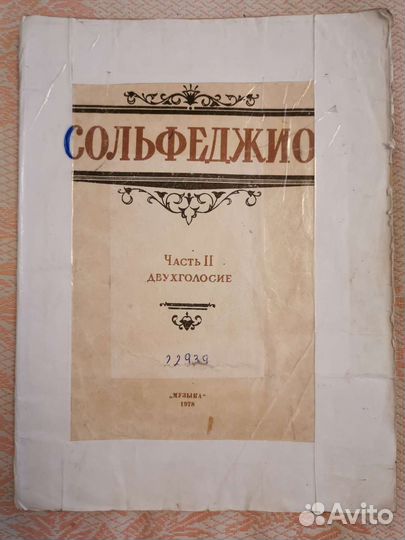 СОЛЬФЕДЖИО
ЧАСТЬ II
ДВУХГОЛОСИЕ
22939
„МУЗЫКА“
1978
Avito